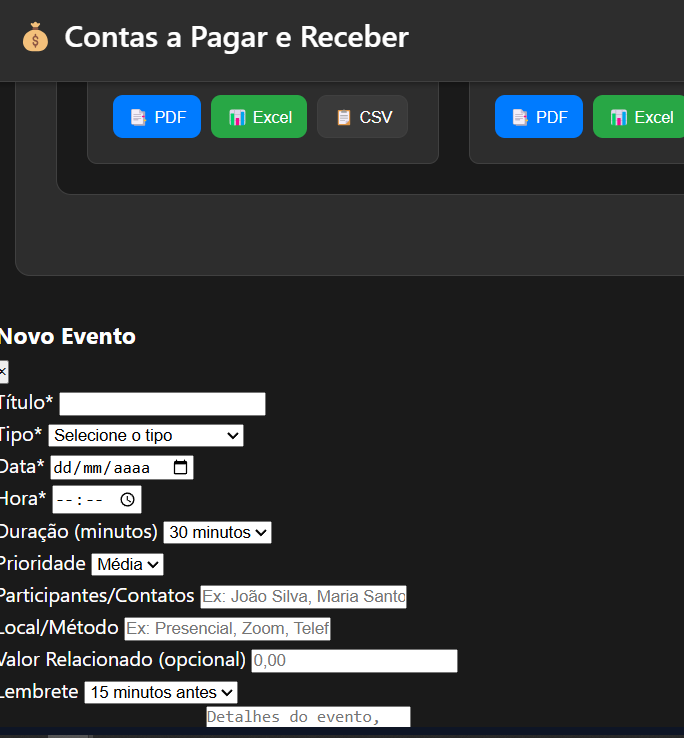 Contas a Pagar e Receber
PDF Excel CSV PDF Excel
Novo Evento
×
Título*
Tipo* Selecione o tipo
Data* dd/mm/aaaa
Hora* --:--
Duração (minutos) 30 minutos
Prioridade Média
Participantes/Contatos Ex: João Silva, Maria Santo
Local/Método Ex: Presencial, Zoom, Telef
Valor Relacionado (opcional) 0,00
Lembrete 15 minutos antes
Detalhes do evento,